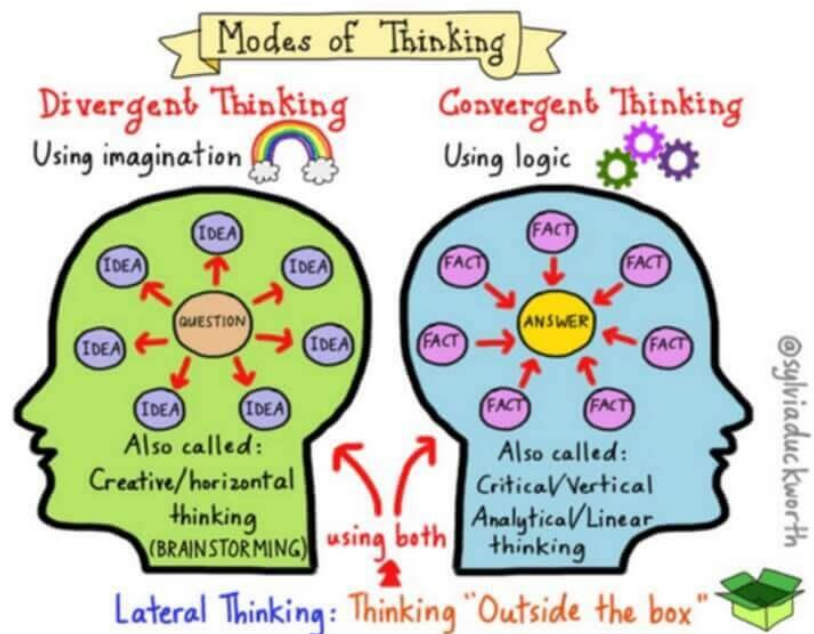 Modes of Thinking
Divergent Thinking
Using imagination
IDEA
IDEA
IDEA
IDEA
IDEA
IDEA
IDEA
QUESTION
Also called:
Creative/horizontal
thinking
(BRAINSTORMING)
Convergent Thinking
Using logic
FACT
FACT
FACT
FACT
FACT
FACT
FACT
ANSWER
Also called:
Critical/Vertical
Analytical/Linear
thinking
using both
Lateral Thinking: Thinking "Outside the box"
@sylviaduckworth